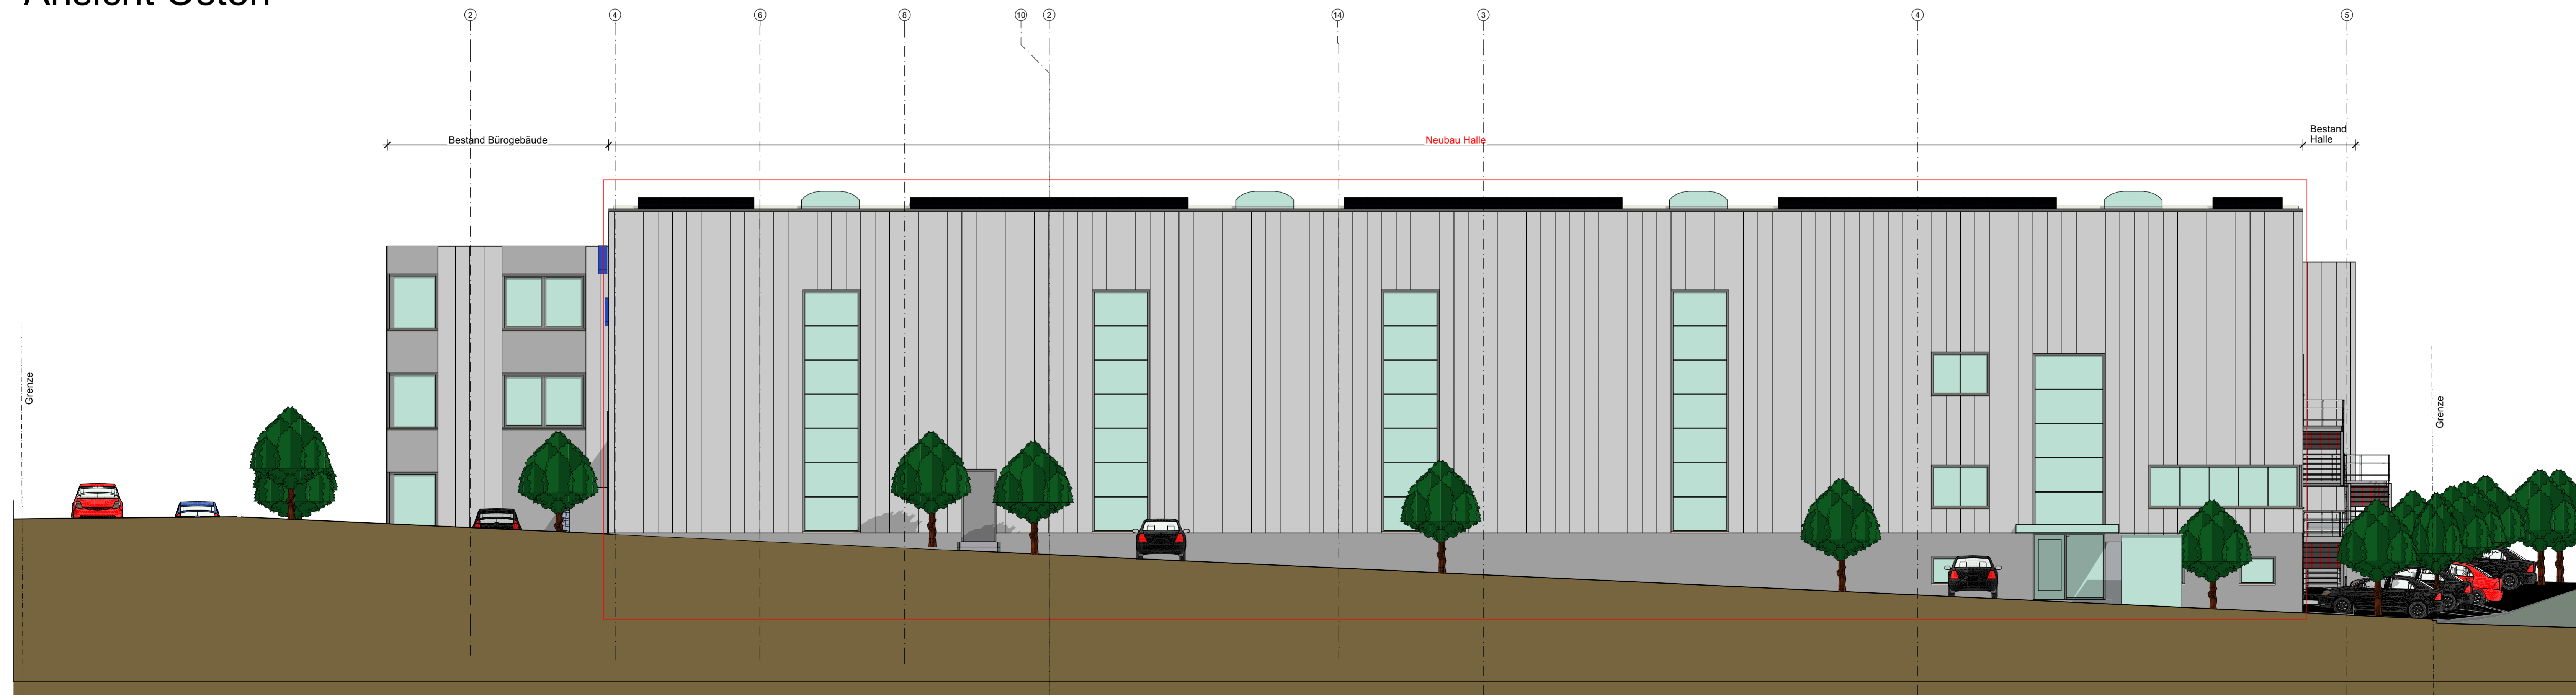 Ansicht Osten
2
4
6
8
10
2
14
3
4
5
Bestand Bürogebäude
Neubau Halle
Bestand
Halle
Grenze
Grenze